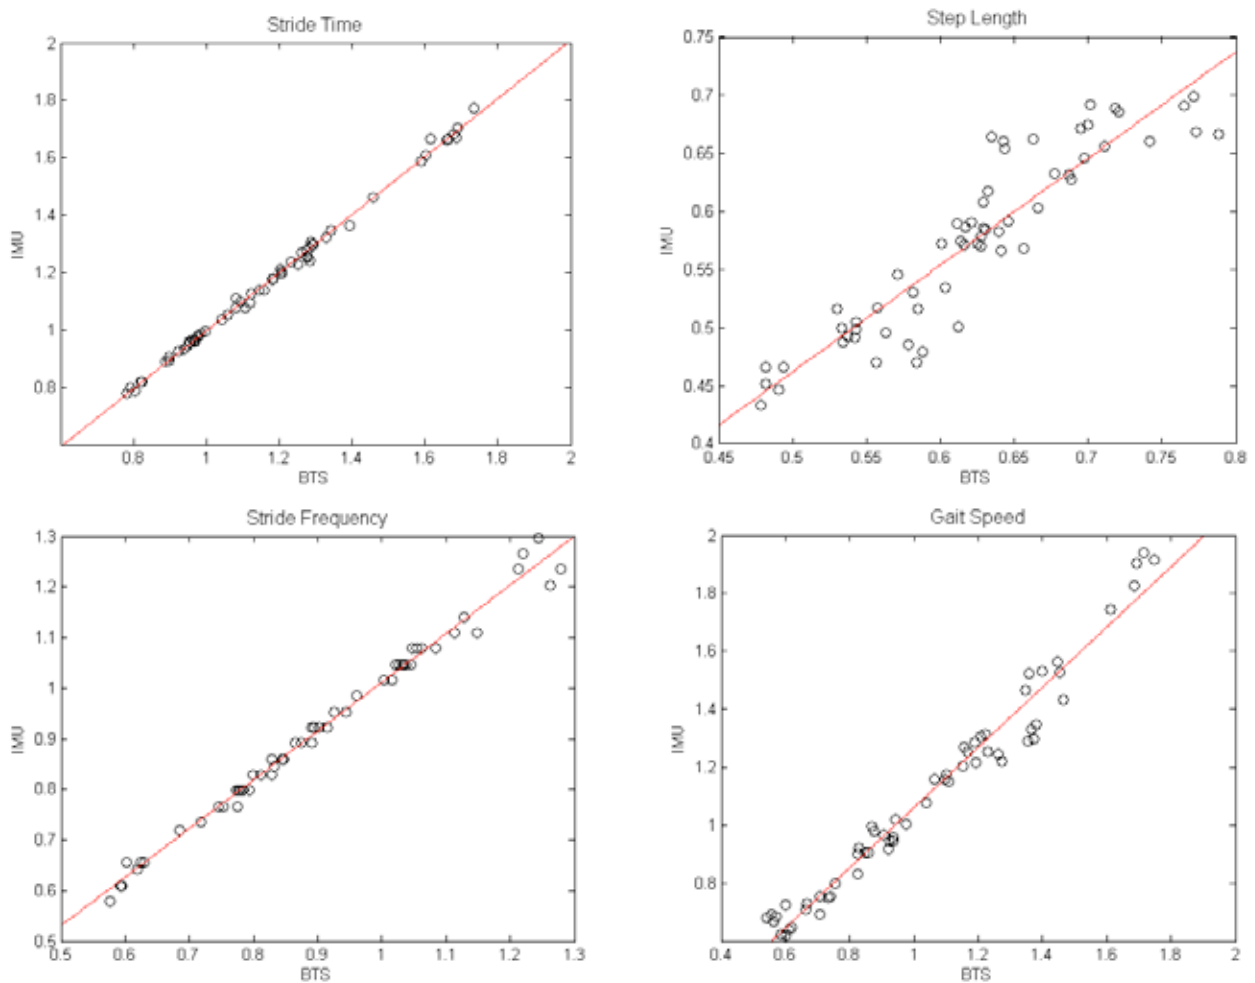 Stride Time
2
1.8
1.6
1.4
1.2
1
0.8
IMU
0.8 1 1.2 1.4 1.6 1.8 2
BTS
Step Length
0.75
0.7
0.65
0.6
0.55
0.5
0.45
0.4
IMU
0.45 0.5 0.55 0.6 0.65 0.7 0.75 0.8
BTS
Stride Frequency
1.3
1.2
1.1
1
0.9
0.8
0.7
0.6
0.5
IMU
0.5 0.6 0.7 0.8 0.9 1 1.1 1.2 1.3
BTS
Gait Speed
2
1.8
1.6
1.4
1.2
1
0.8
IMU
0.4 0.6 0.8 1 1.2 1.4 1.6 1.8 2
BTS